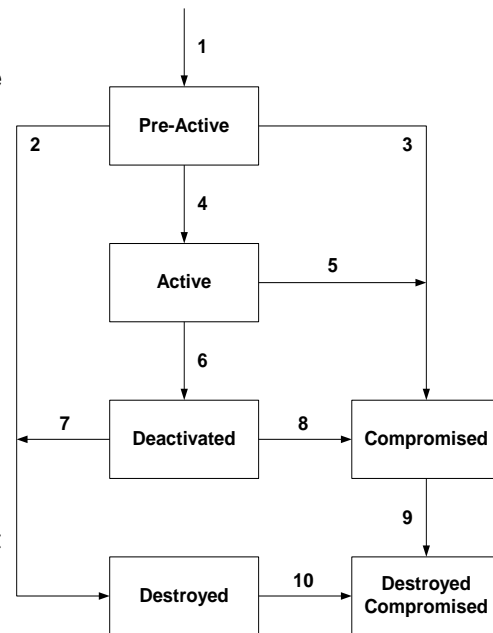 1
e
Pre-Active
2
3
4
Active
5
6
Deactivated
7
8
Compromised
9
Destroyed
10
Destroyed
Compromised